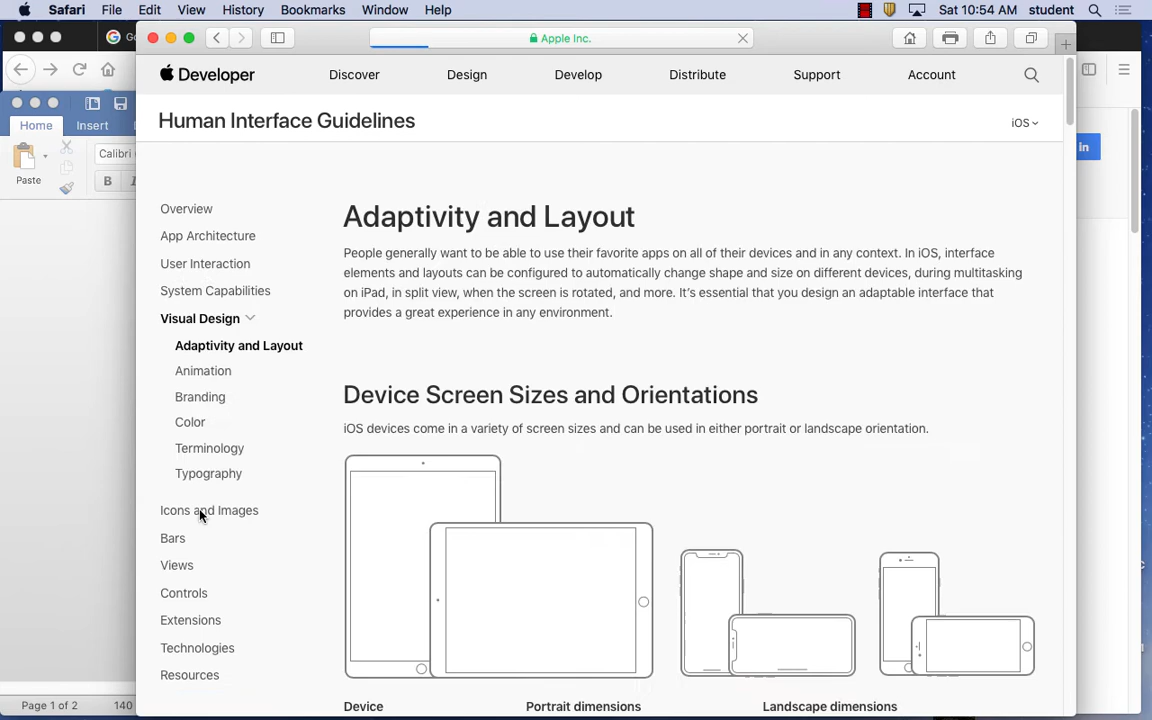 Safari File Edit View History Bookmarks Window Help Sat 10:54 AM student
Apple Inc.
Developer Discover Design Develop Distribute Support Account
Human Interface Guidelines iOS
Home Insert
Calibri
Paste B I
in
Overview
App Architecture
User Interaction
System Capabilities
Visual Design
Adaptivity and Layout
Animation
Branding
Color
Terminology
Typography
Icons and Images
Bars
Views
Controls
Extensions
Technologies
Resources
Adaptivity and Layout
People generally want to be able to use their favorite apps on all of their devices and in any context. In iOS, interface
elements and layouts can be configured to automatically change shape and size on different devices, during multitasking
on iPad, in split view, when the screen is rotated, and more. It's essential that you design an adaptable interface that
provides a great experience in any environment.
Device Screen Sizes and Orientations
iOS devices come in a variety of screen sizes and can be used in either portrait or landscape orientation.
Device Portrait dimensions Landscape dimensions
Page 1 of 2 140